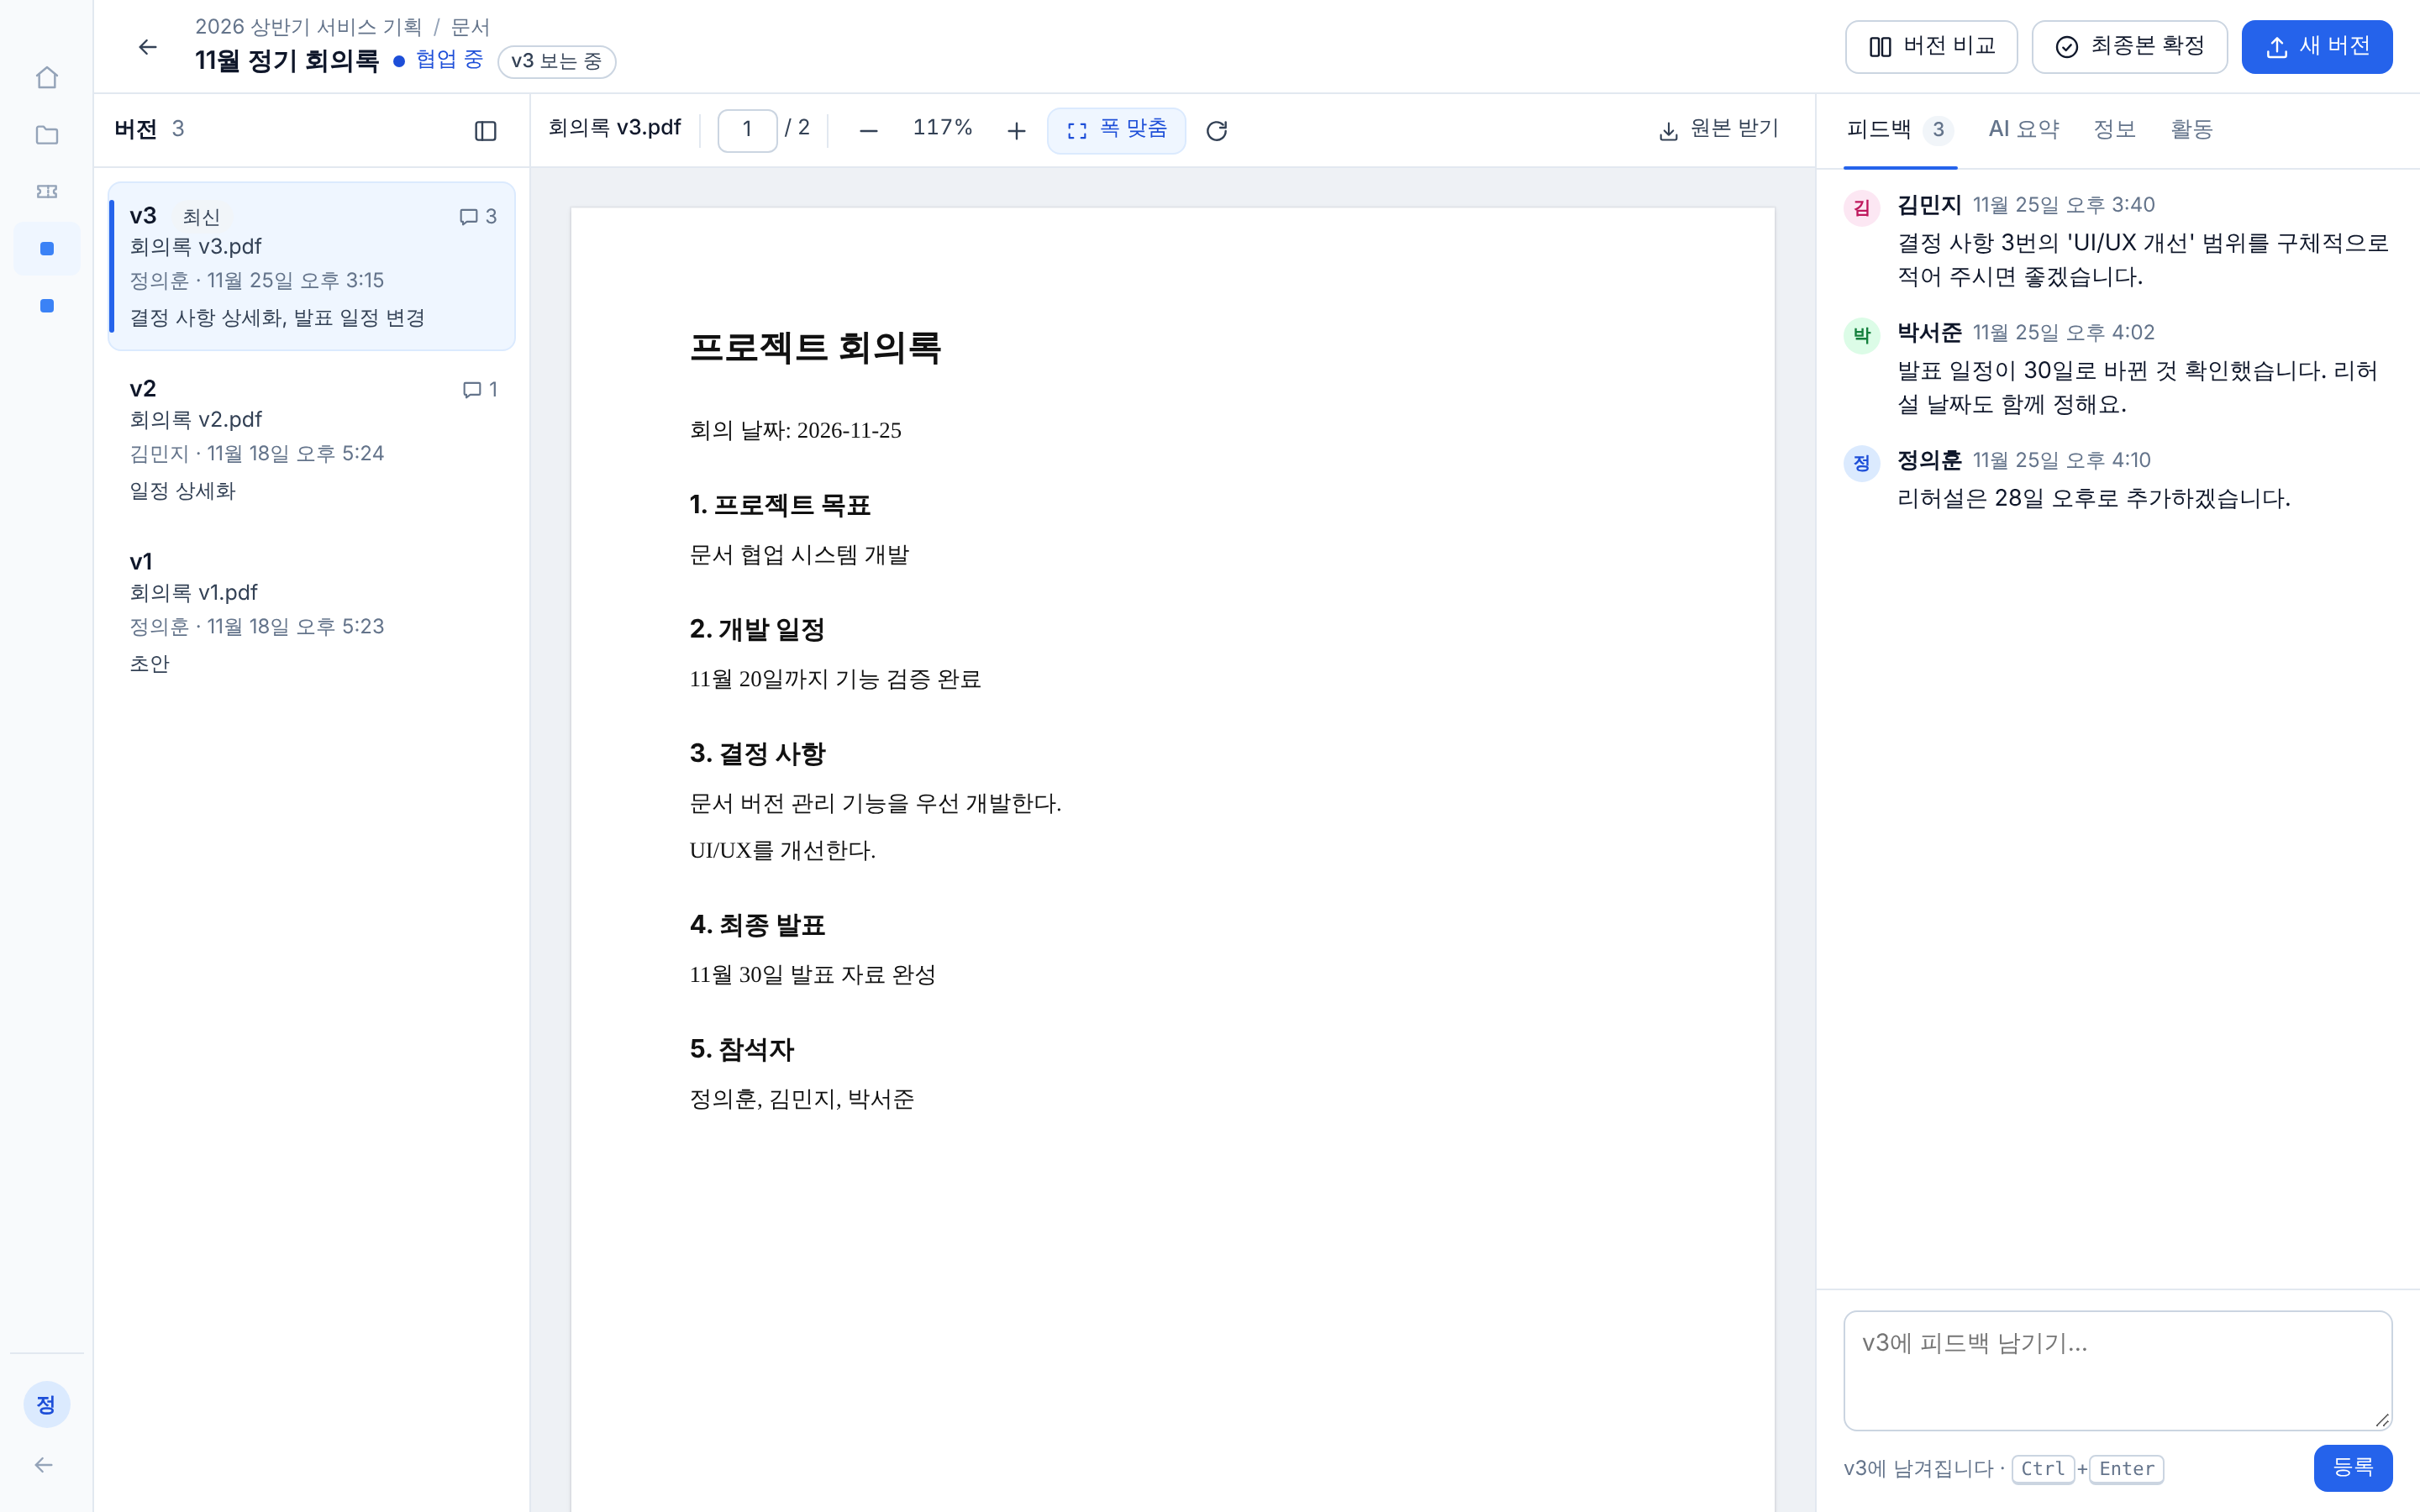 2026 상반기 서비스 기획 / 문서
11월 정기 회의록 협업 중 v3 보는 중
버전 비교
최종본 확정
새 버전
버전 3
v3 최신 3
회의록 v3.pdf
정의훈 · 11월 25일 오후 3:15
결정 사항 상세화, 발표 일정 변경
v2 1
회의록 v2.pdf
김민지 · 11월 18일 오후 5:24
일정 상세화
v1
회의록 v1.pdf
정의훈 · 11월 18일 오후 5:23
초안
정
회의록 v3.pdf 1 / 2 117% 폭 맞춤 원본 받기
프로젝트 회의록
회의 날짜: 2026-11-25
1. 프로젝트 목표
문서 협업 시스템 개발
2. 개발 일정
11월 20일까지 기능 검증 완료
3. 결정 사항
문서 버전 관리 기능을 우선 개발한다.
UI/UX를 개선한다.
4. 최종 발표
11월 30일 발표 자료 완성
5. 참석자
정의훈, 김민지, 박서준
피드백 3 AI 요약 정보 활동
김 김민지 11월 25일 오후 3:40
결정 사항 3번의 'UI/UX 개선' 범위를 구체적으로
적어 주시면 좋겠습니다.
박 박서준 11월 25일 오후 4:02
발표 일정이 30일로 바뀐 것 확인했습니다. 리허
설 날짜도 함께 정해요.
정 정의훈 11월 25일 오후 4:10
리허설은 28일 오후로 추가하겠습니다.
v3에 피드백 남기기...
v3에 남겨집니다 · Ctrl+Enter
등록